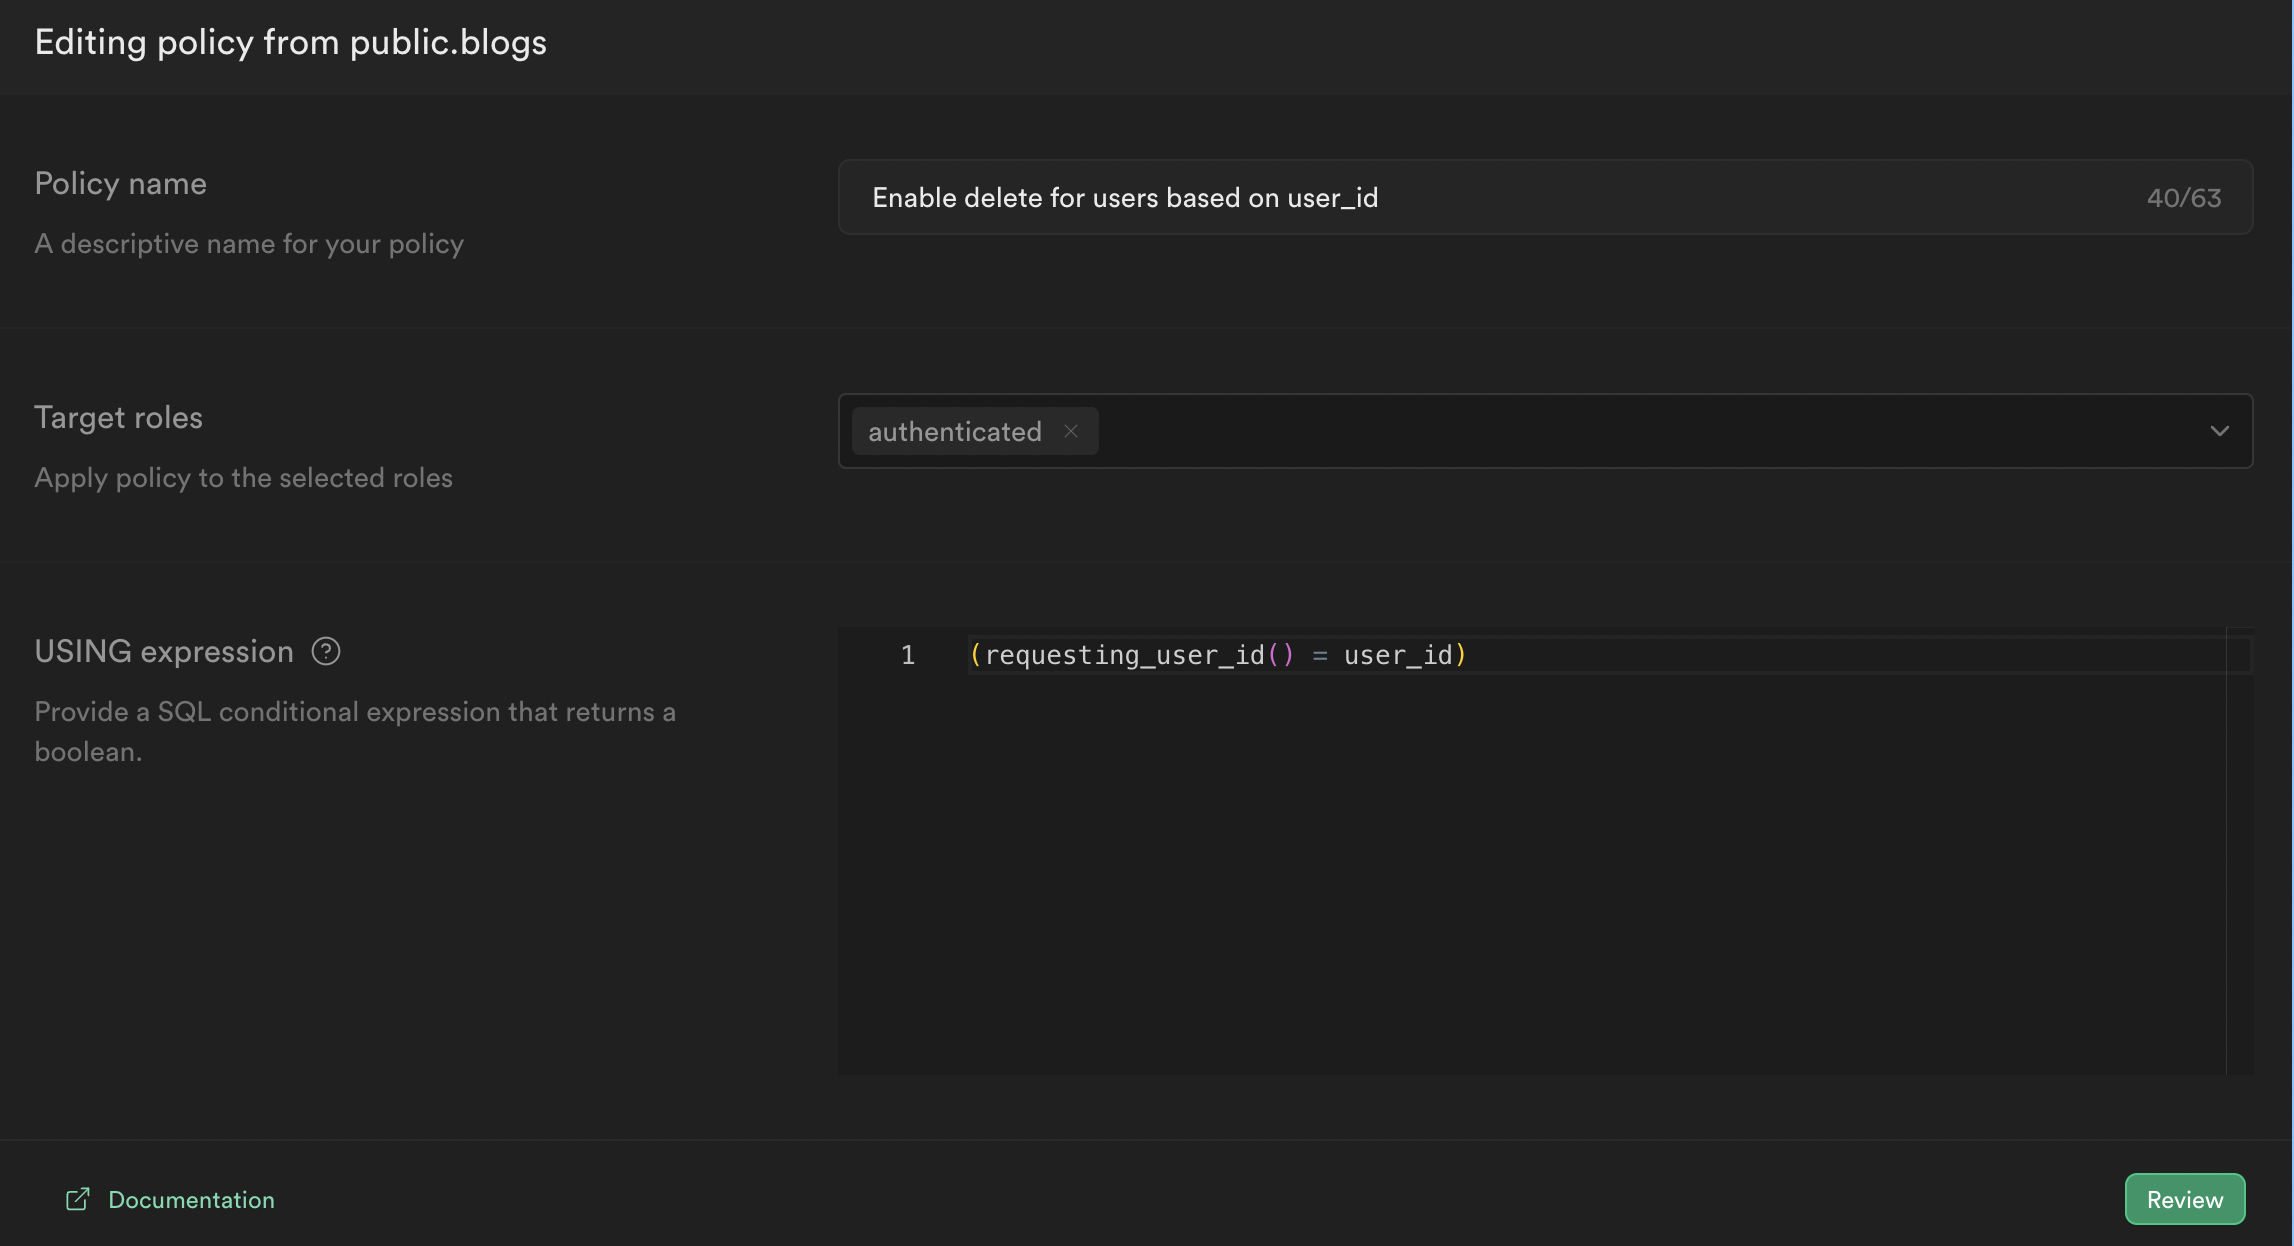 Editing policy from public.blogs
Policy name
A descriptive name for your policy
Enable delete for users based on user_id
40/63
Target roles
Apply policy to the selected roles
authenticated
USING expression
Provide a SQL conditional expression that returns a
boolean.
1 (requesting_user_id() = user_id)
Documentation
Review